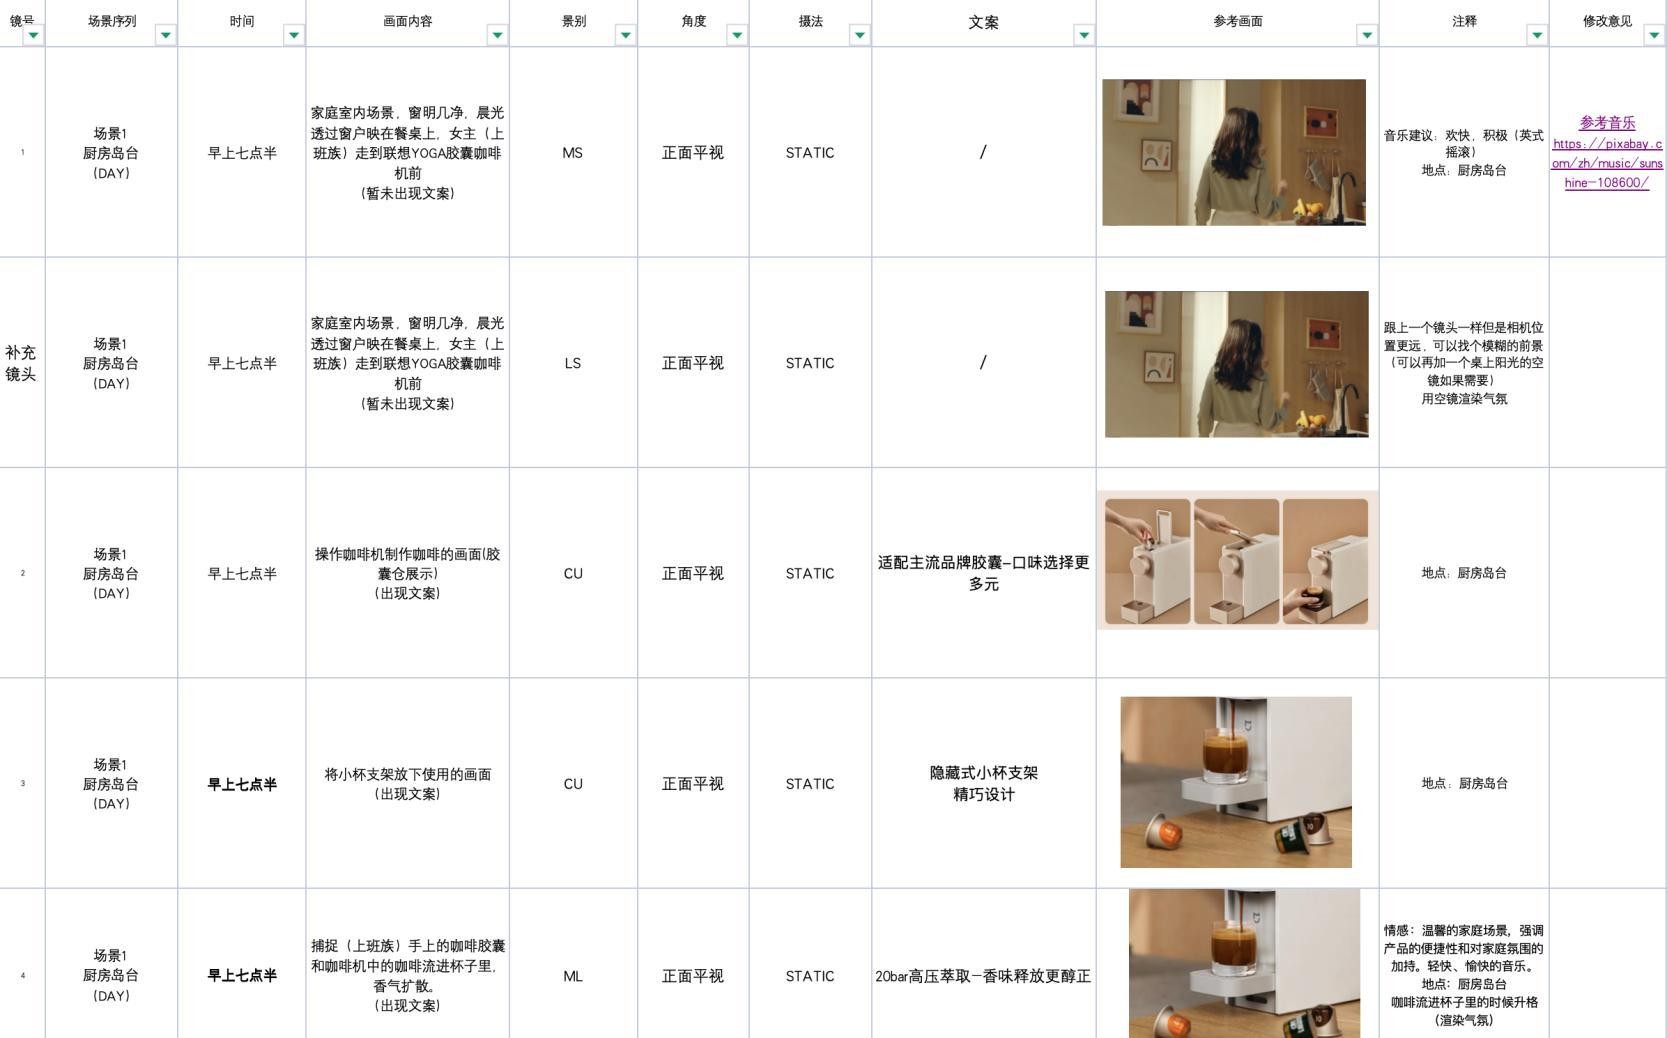 镜号
场景序列
时间
画面内容
景别
角度
摄法
文案
参考画面
注释
修改意见
1
场景1
厨房岛台
(DAY)
早上七点半
家庭室内场景，窗明几净，晨光
透过窗户映在餐桌上，女主（上
班族）走到联想YOGA胶囊咖啡
机前
(暂未出现文案)
MS
正面平视
STATIC
/
音乐建议：欢快，积极（英式
摇滚）
地点：厨房岛台
参考音乐
https://pixabay.c
om/zh/music/suns
hine-108600/
补充
镜头
场景1
厨房岛台
(DAY)
早上七点半
家庭室内场景，窗明几净，晨光
透过窗户映在餐桌上，女主（上
班族）走到联想YOGA胶囊咖啡
机前
(暂未出现文案)
LS
正面平视
STATIC
/
跟上一个镜头一样但是相机位
置更远，可以找个模糊的前景
（可以再加一个桌上阳光的空
镜如果需要）
用空镜渲染气氛
2
场景1
厨房岛台
(DAY)
早上七点半
操作咖啡机制作咖啡的画面(胶
囊仓展示)
(出现文案)
CU
正面平视
STATIC
适配主流品牌胶囊-口味选择更
多元
地点：厨房岛台
3
场景1
厨房岛台
(DAY)
早上七点半
将小杯支架放下使用的画面
(出现文案)
CU
正面平视
STATIC
隐藏式小杯支架
精巧设计
地点：厨房岛台
4
场景1
厨房岛台
(DAY)
早上七点半
捕捉（上班族）手上的咖啡胶囊
和咖啡机中的咖啡流进杯子里，
香气扩散。
(出现文案)
ML
正面平视
STATIC
20bar高压萃取-香味释放更醇正
情感：温馨的家庭场景，强调
产品的便捷性和对家庭氛围的
加持。轻快、愉快的音乐。
地点：厨房岛台
咖啡流进杯子里的时候升格
（渲染气氛）